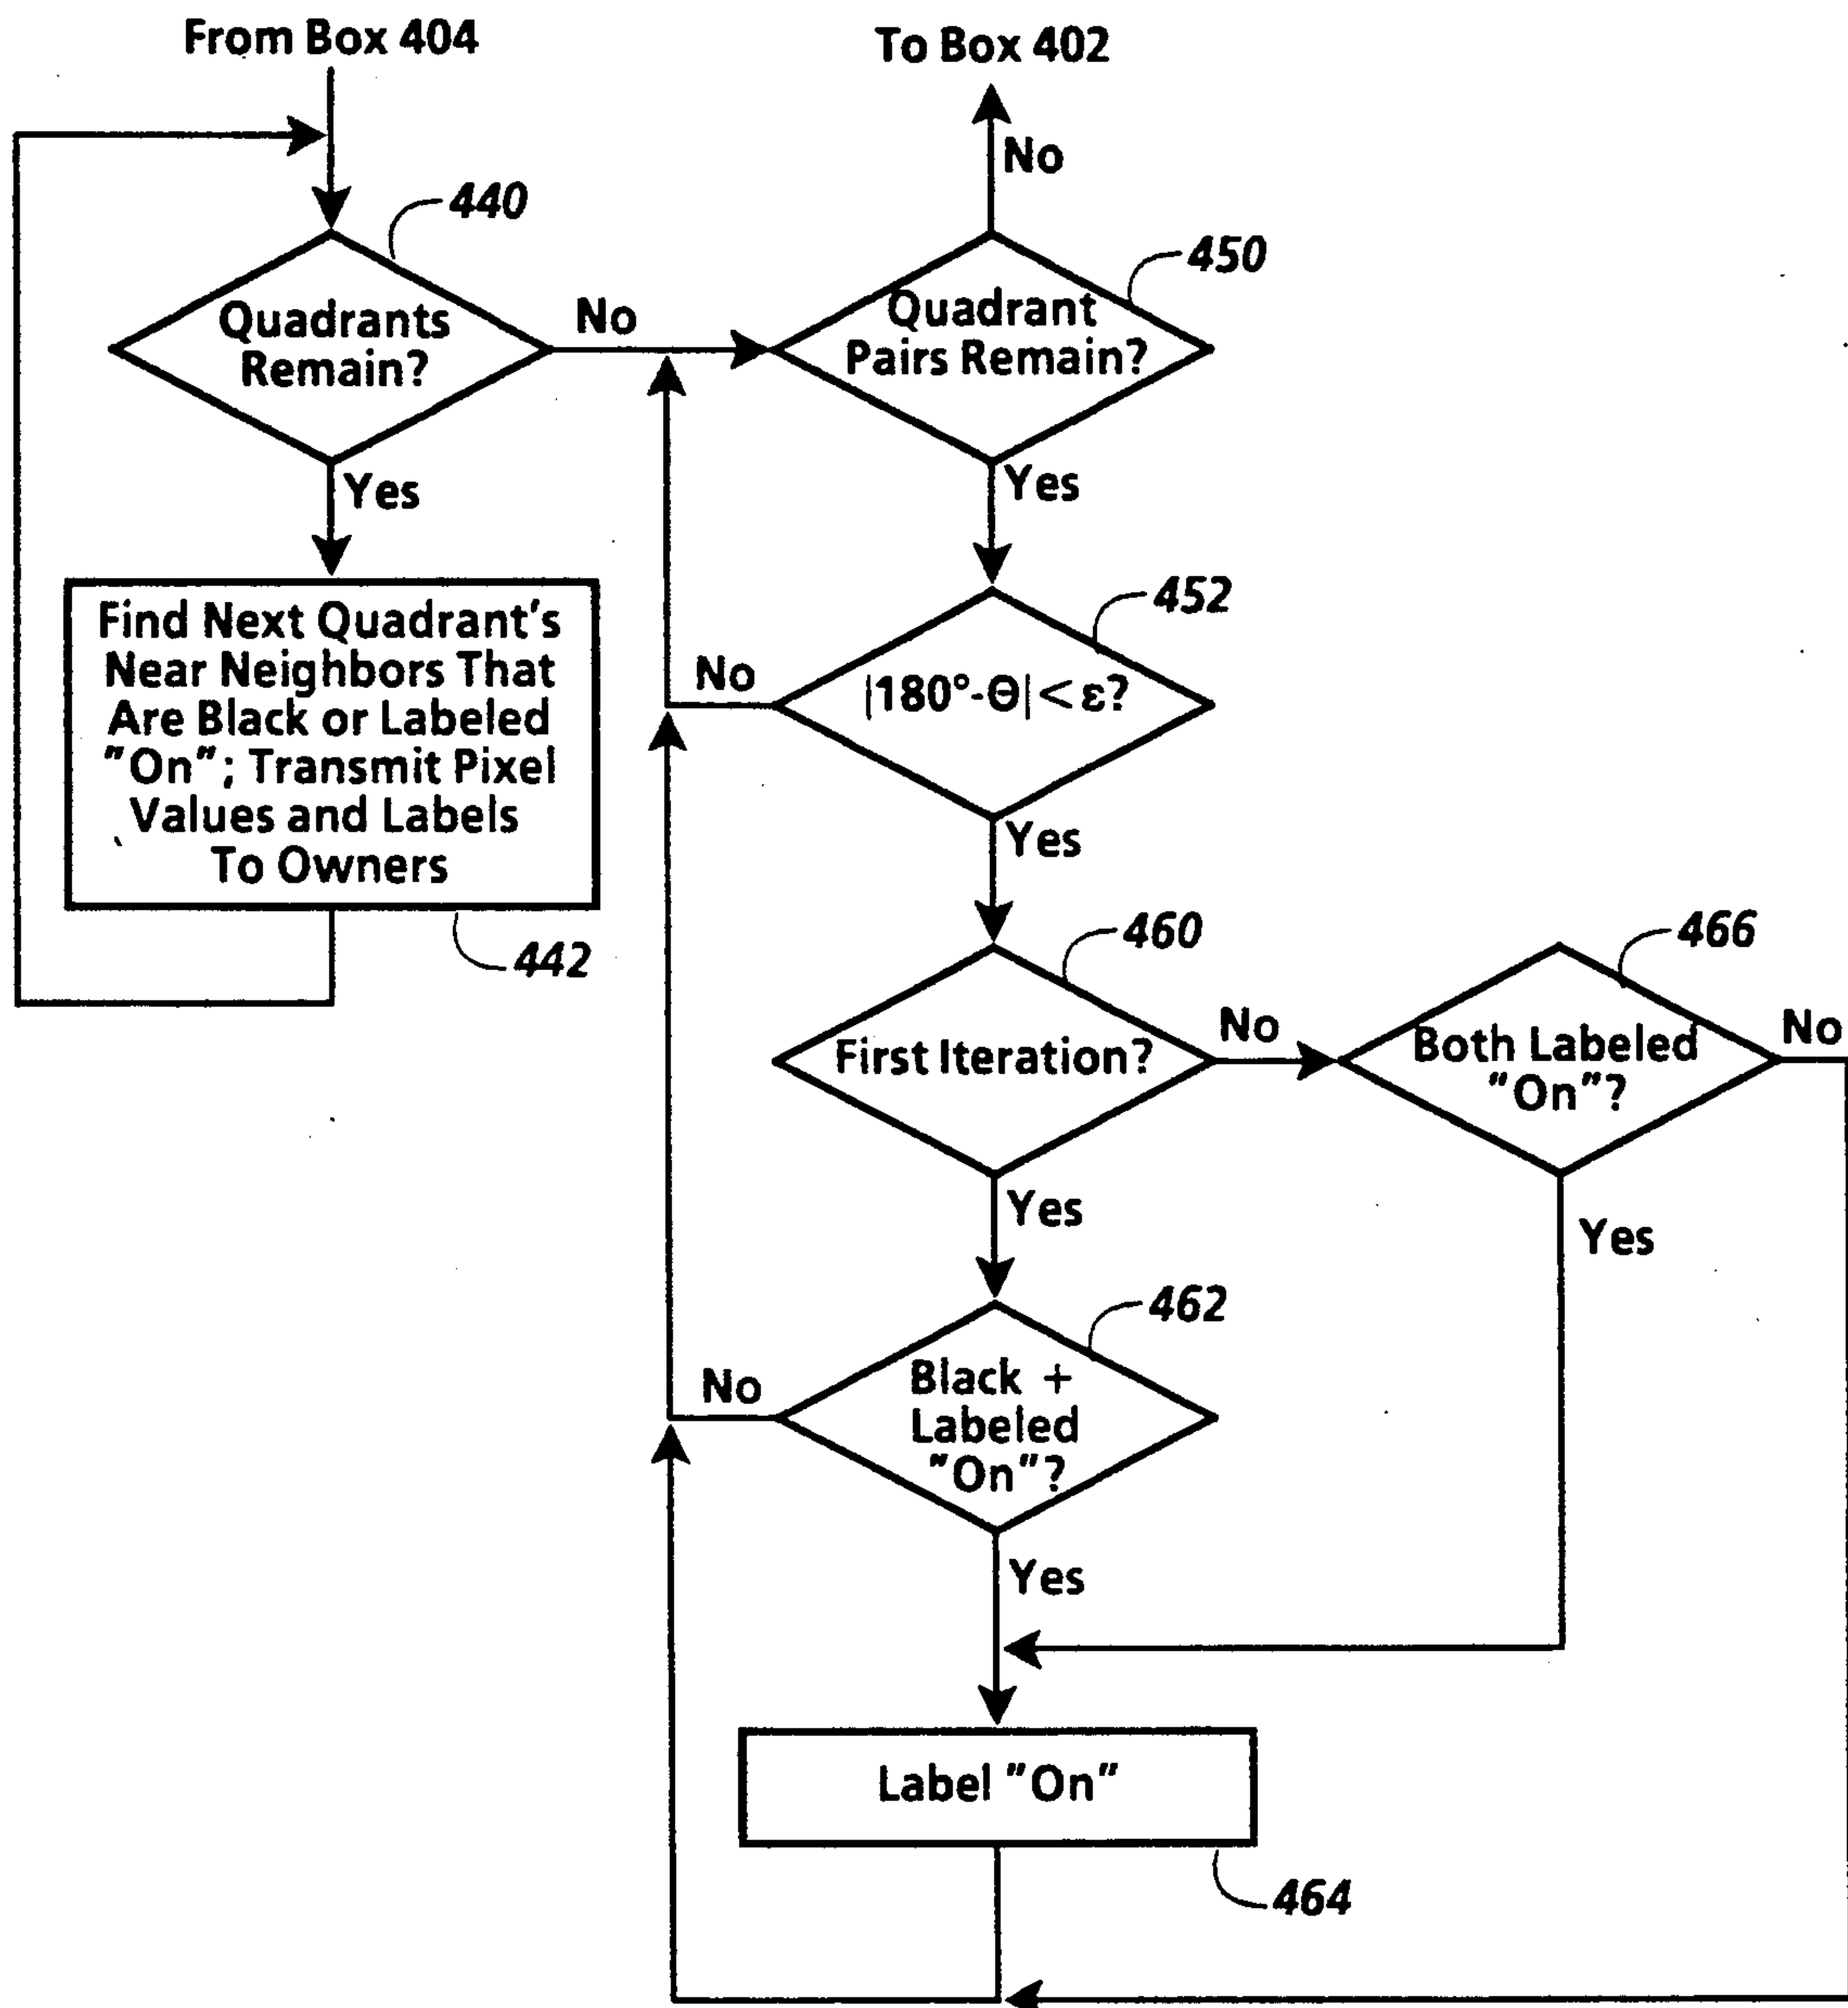 From Box 404
To Box 402
No
440
450
Quadrants
Remain?
No
Quadrant
Pairs Remain?
Yes
Yes
452
Find Next Quadrant's
Near Neighbors That
Are Black or Labeled
"On"; Transmit Pixel
Values and Labels
To Owners
442
No
|180°-Θ|<ε?
Yes
460
466
First Iteration?
No
Both Labeled
"On"?
No
Yes
Yes
462
No
Black +
Labeled
"On"?
Yes
Label "On"
464